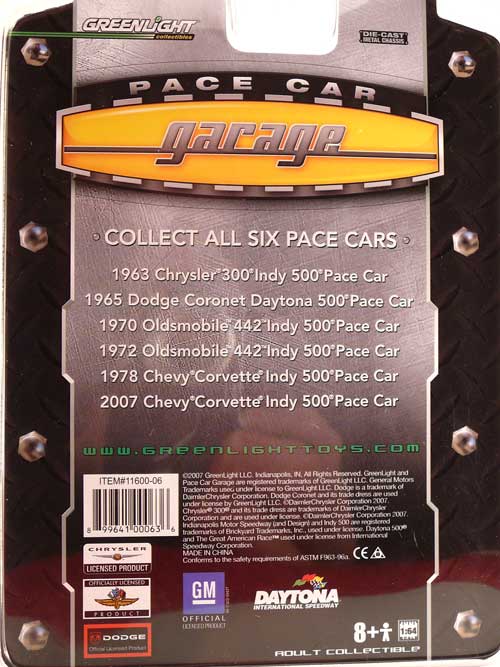 GREENLIGHT
collectibles
DIE-CAST
METAL CHASSIS
PACE CAR
garage
• COLLECT ALL SIX PACE CARS •
1963 Chrysler® 300® Indy 500® Pace Car
1965 Dodge Coronet Daytona 500® Pace Car
1970 Oldsmobile 442™ Indy 500® Pace Car
1972 Oldsmobile 442™ Indy 500® Pace Car
1978 Chevy® Corvette® Indy 500® Pace Car
2007 Chevy® Corvette® Indy 500® Pace Car
WWW.GREENLIGHTTOYS.COM
ITEM#11600-06
8 99641 00063 6
©2007 GreenLight LLC. Indianapolis, IN, All Rights Reserved. GreenLight and
Pace Car Garage are registered trademarks of GreenLight LLC. General Motors
Trademarks used under license to GreenLight LLC. Dodge is a trademark of
DaimlerChrysler Corporation. Dodge Coronet and its trade dress are used
under license by GreenLight LLC. ©DaimlerChrysler Corporation 2007.
Chrysler® 300® and its trade dress are trademarks of DaimlerChrysler
Corporation and are used under license. ©DaimlerChrysler Corporation 2007.
Indianapolis Motor Speedway (and Design) and Indy 500 are registered
trademarks of Brickyard Trademarks, Inc., used under license. Daytona 500®
and The Great American Race™ used under license from International
Speedway Corporation.
MADE IN CHINA
Conforms to the safety requirements of ASTM F963-96a.
CE
CHRYSLER
LICENSED PRODUCT
OFFICIALLY LICENSED
PRODUCT
DODGE
Official Licensed Product
GM
OFFICIAL
LICENSED PRODUCT
DAYTONA
INTERNATIONAL SPEEDWAY
8+
1:64
ADULT COLLECTIBLE